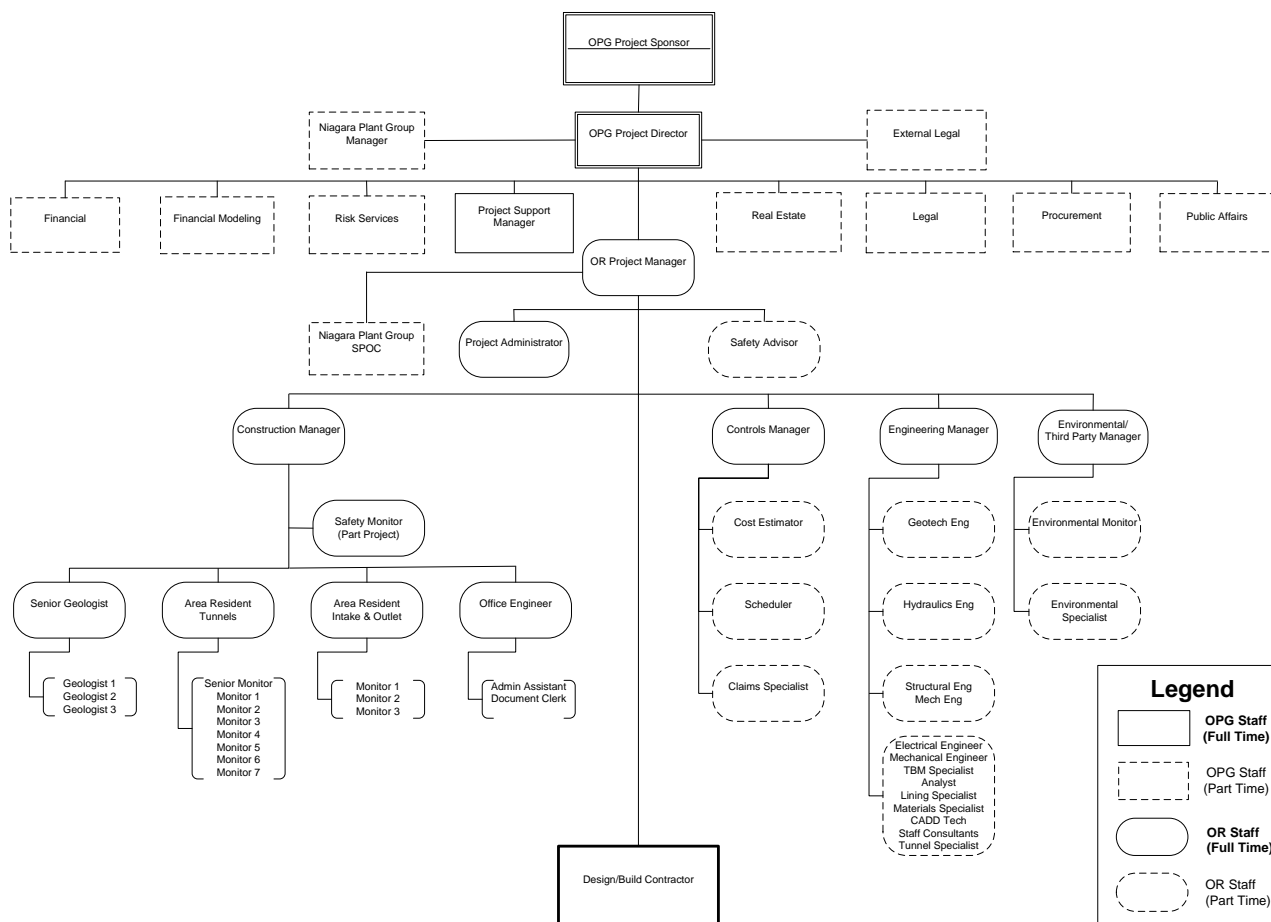 OPG Project Sponsor
Niagara Plant Group
Manager
OPG Project Director
External Legal
Financial
Financial Modeling
Risk Services
Project Support
Manager
Real Estate
Legal
Procurement
Public Affairs
OR Project Manager
Niagara Plant Group
SPOC
Project Administrator
Safety Advisor
Construction Manager
Controls Manager
Engineering Manager
Environmental/
Third Party Manager
Safety Monitor
(Part Project)
Cost Estimator
Geotech Eng
Environmental Monitor
Senior Geologist
Area Resident
Tunnels
Area Resident
Intake & Outlet
Office Engineer
Scheduler
Hydraulics Eng
Environmental
Specialist
Geologist 1
Geologist 2
Geologist 3
Senior Monitor
Monitor 1
Monitor 2
Monitor 3
Monitor 4
Monitor 5
Monitor 6
Monitor 7
Monitor 1
Monitor 2
Monitor 3
Admin Assistant
Document Clerk
Claims Specialist
Structural Eng
Mech Eng
Electrical Engineer
Mechanical Engineer
TBM Specialist
Analyst
Lining Specialist
Materials Specialist
CADD Tech
Staff Consultants
Tunnel Specialist
Design/Build Contractor
Legend
OPG Staff
(Full Time)
OPG Staff
(Part Time)
OR Staff
(Full Time)
OR Staff
(Part Time)